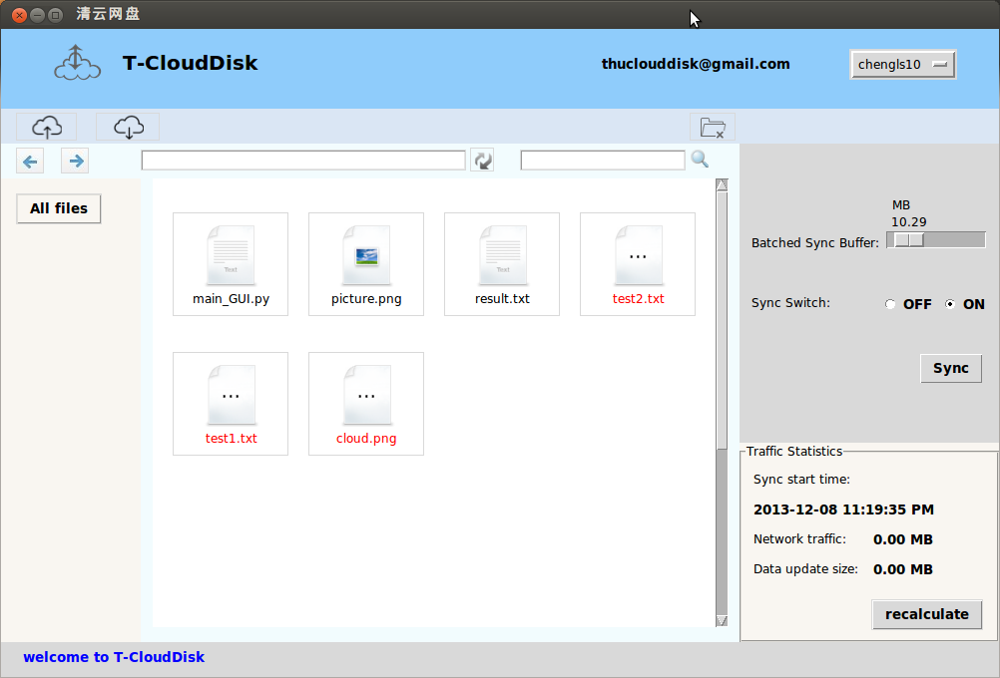 清云网盘
T-CloudDisk
thuclouddisk@gmail.com
chengls10
All files
Text
main_GUI.py
picture.png
Text
result.txt
...
test2.txt
...
test1.txt
...
cloud.png
MB
10.29
Batched Sync Buffer:
Sync Switch:
OFF
ON
Sync
Traffic Statistics
Sync start time:
2013-12-08 11:19:35 PM
Network traffic: 0.00 MB
Data update size: 0.00 MB
recalculate
welcome to T-CloudDisk